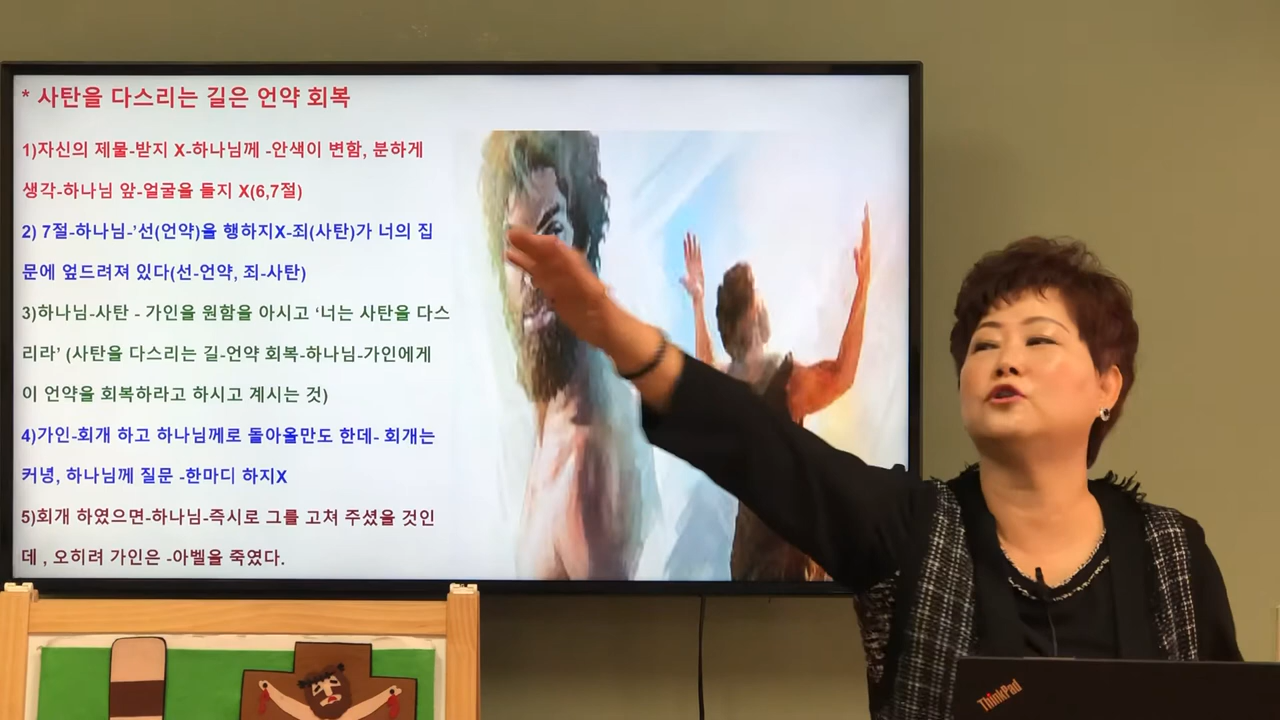 * 사탄을 다스리는 길은 언약 회복
1)자신의 제물-받지 X-하나님께 -안색이 변함, 분하게
생각-하나님 앞-얼굴을 들지 X(6,7절)
2) 7절-하나님-’선(언약)을 행하지X-죄(사탄)가 너의 집
문에 엎드려져 있다(선-언약, 죄-사탄)
3)하나님-사탄 - 가인을 원함을 아시고 ‘너는 사탄을 다스
리라’ (사탄을 다스리는 길-언약 회복-하나님-가인에게
이 언약을 회복하라고 하시고 계시는 것)
4)가인-회개 하고 하나님께로 돌아올만도 한데- 회개는
커녕, 하나님께 질문 -한마디 하지X
5)회개 하였으면-하나님-즉시로 그를 고쳐 주셨을 것인
데 , 오히려 가인은 -아벨을 죽였다.
ThinkPad